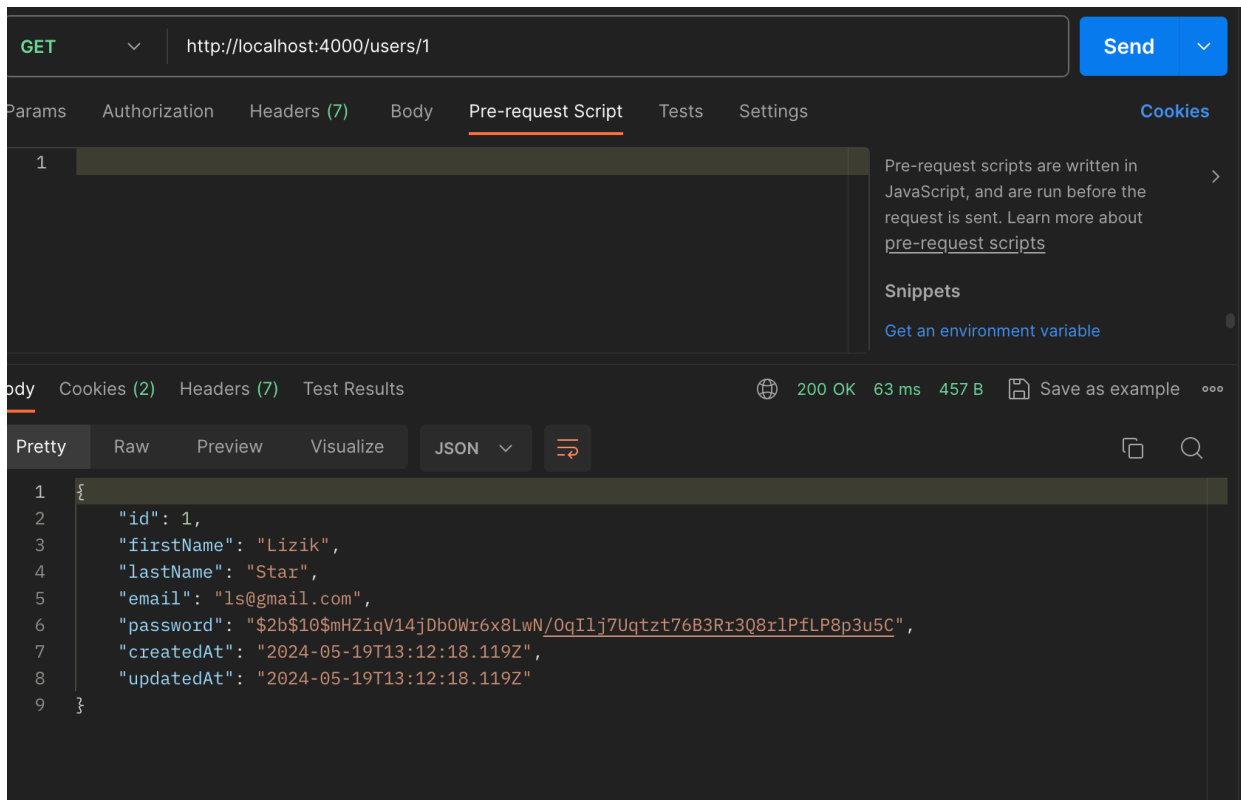 GET http://localhost:4000/users/1 Send
Params Authorization Headers (7) Body Pre-request Script Tests Settings Cookies
1
Pre-request scripts are written in
JavaScript, and are run before the
request is sent. Learn more about
pre-request scripts
Snippets
Get an environment variable
ody Cookies (2) Headers (7) Test Results 200 OK 63 ms 457 B Save as example
Pretty Raw Preview Visualize JSON
1 {
2 "id": 1,
3 "firstName": "Lizik",
4 "lastName": "Star",
5 "email": "ls@gmail.com",
6 "password": "$2b$10$mHZiqV14jDbOWr6x8LwN/OqIlj7Uqtzt76B3Rr3Q8rlPfLP8p3u5C",
7 "createdAt": "2024-05-19T13:12:18.119Z",
8 "updatedAt": "2024-05-19T13:12:18.119Z"
9 }